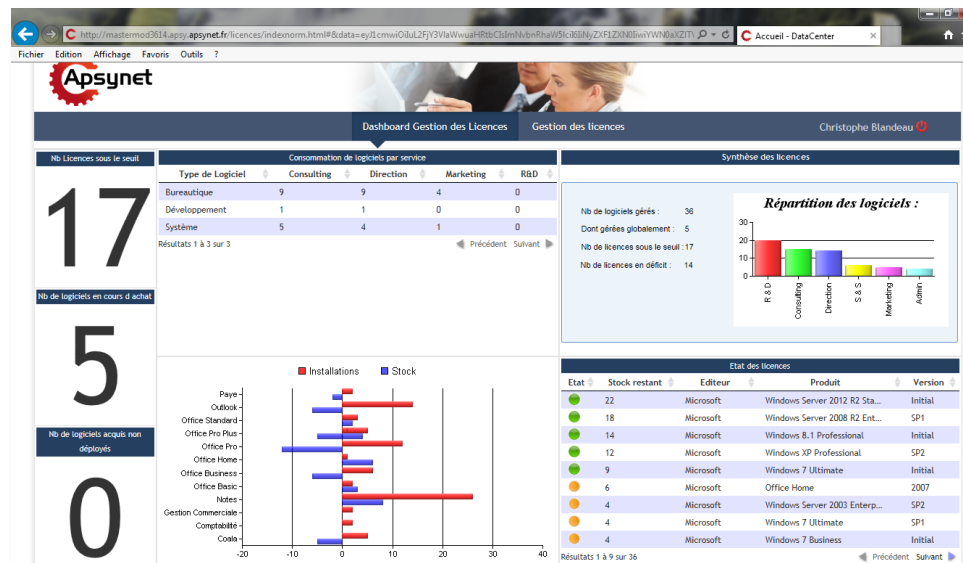 http://mastermod3614.apsy.apsynet.fr/licences/indexnorm.html#
Accueil - DataCenter
Fichier Edition Affichage Favoris Outils ?
Apsynet
Dashboard Gestion des Licences Gestion des licences Christophe Blandeau
Nb Licences sous le seuil
17
Nb de logiciels en cours d achat
5
Nb de logiciels acquis non
déployés
0
Consommation de logiciels par service
Type de Logiciel Consulting Direction Marketing R&D
Bureautique 9 9 4 0
Développement 1 1 0 0
Système 5 4 1 0
Résultats 1 à 3 sur 3 Précédent Suivant
Synthèse des licences
Nb de logiciels gérés : 36
Dont gérées globalement : 5
Nb de licences sous le seuil : 17
Nb de licences en déficit : 14
Répartition des logiciels :
30
20
10
0
R & D
Consulting
Direction
S & S
Marketing
Admin
Installations Stock
Paye
Outlook
Office Standard
Office Pro Plus
Office Pro
Office Home
Office Business
Office Basic
Notes
Gestion Commerciale
Comptabilité
Coala
-20 -10 0 10 20 30 40
Etat des licences
Etat Stock restant Editeur Produit Version
22 Microsoft Windows Server 2012 R2 Sta... Initial
18 Microsoft Windows Server 2008 R2 Ent... SP1
14 Microsoft Windows 8.1 Professional Initial
12 Microsoft Windows XP Professional SP2
9 Microsoft Windows 7 Ultimate Initial
6 Microsoft Office Home 2007
4 Microsoft Windows Server 2003 Enterp... SP2
4 Microsoft Windows 7 Ultimate SP1
4 Microsoft Windows 7 Business Initial
Résultats 1 à 9 sur 36 Précédent Suivant